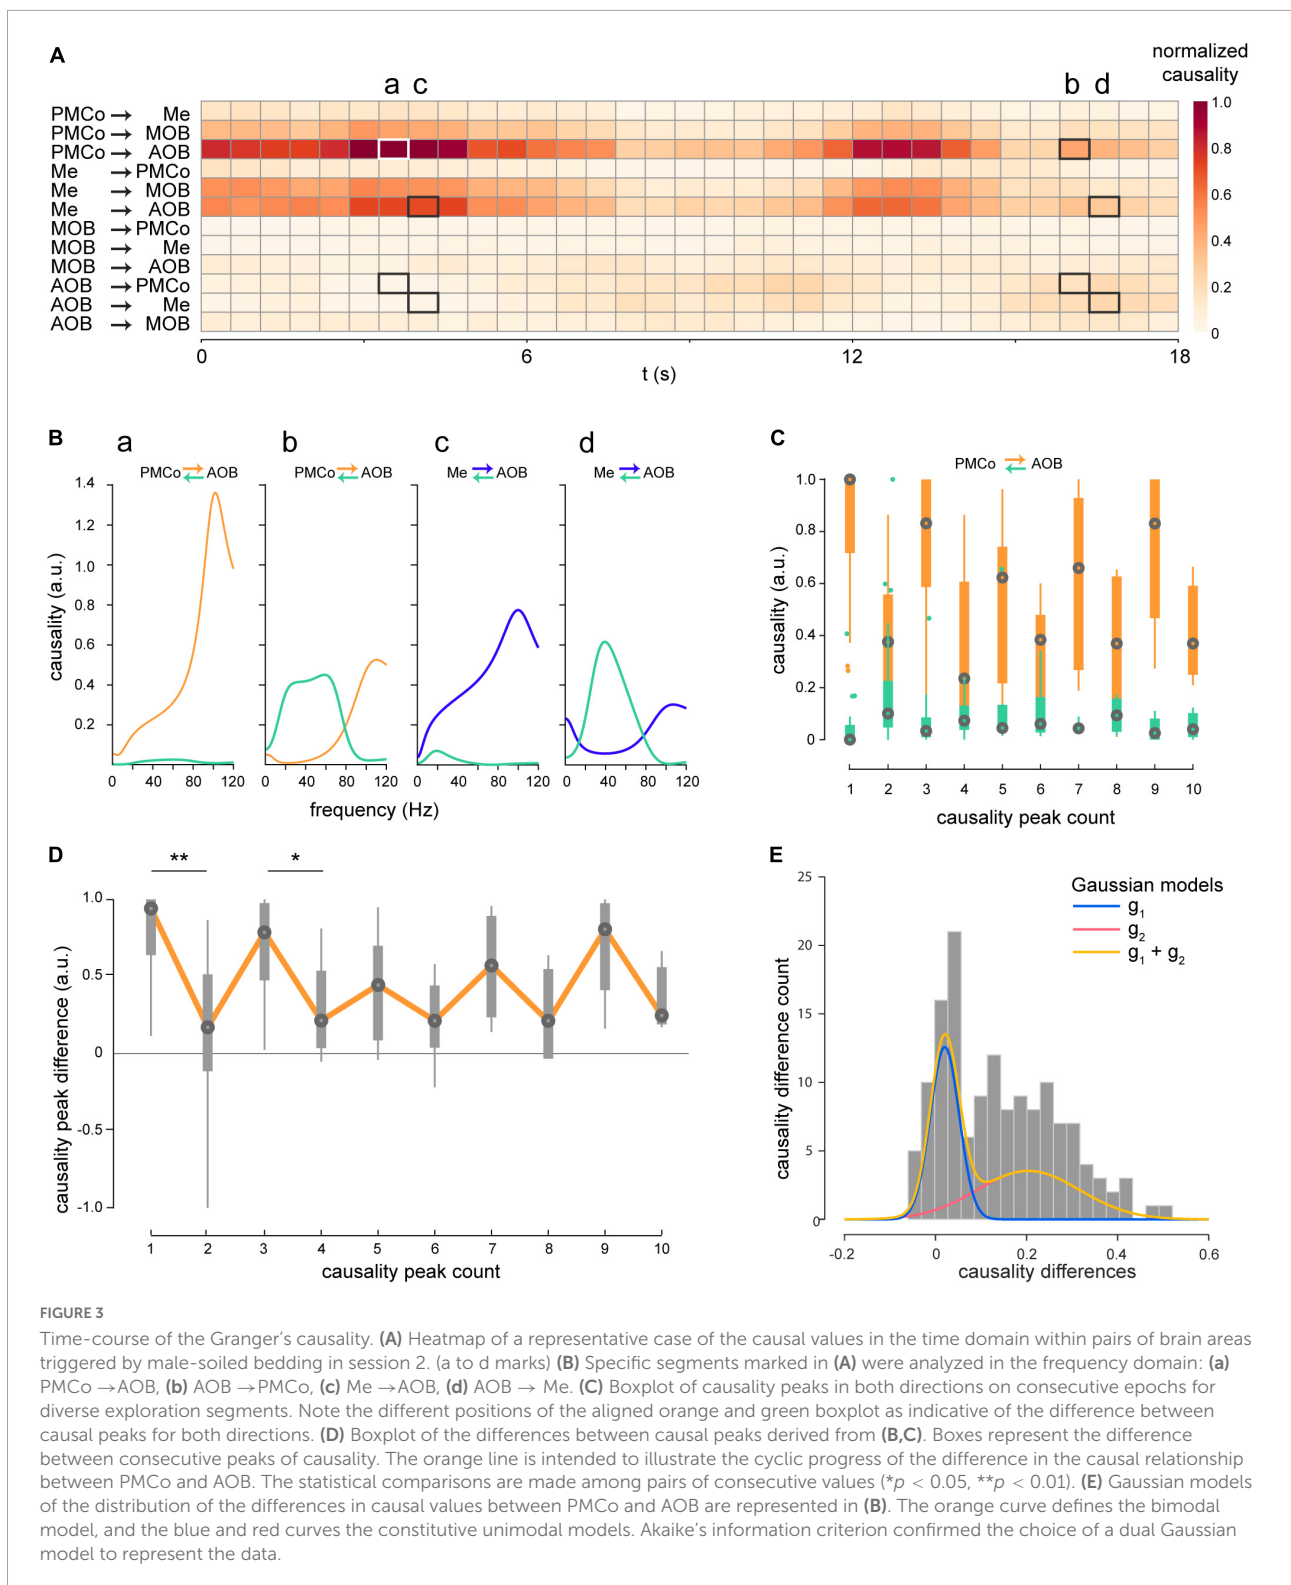 A
normalized
causality
a c b d
PMCo → Me
PMCo → MOB
PMCo → AOB
Me → PMCo
Me → MOB
Me → AOB
MOB → PMCo
MOB → Me
MOB → AOB
AOB → PMCo
AOB → Me
AOB → MOB
1.0
0.8
0.6
0.4
0.2
0
0 6 12 18
t (s)
B
a b c d
PMCo AOB PMCo AOB Me AOB Me AOB
1.4
1.2
1.0
0.8
0.6
0.4
0.2
causality (a.u.)
0 40 80 120 0 40 80 120 0 40 80 120 0 40 80 120
frequency (Hz)
C
PMCo AOB
1.0
0.8
0.6
0.4
0.2
0
causality (a.u.)
1 2 3 4 5 6 7 8 9 10
causality peak count
D
** *
1.0
0.5
0
-0.5
-1.0
causality peak difference (a.u.)
1 2 3 4 5 6 7 8 9 10
causality peak count
E
Gaussian models
g1
g2
g1 + g2
25
20
15
10
5
0
causality difference count
-0.2 0 0.2 0.4 0.6
causality differences
FIGURE 3
Time-course of the Granger's causality. (A) Heatmap of a representative case of the causal values in the time domain within pairs of brain areas
triggered by male-soiled bedding in session 2. (a to d marks) (B) Specific segments marked in (A) were analyzed in the frequency domain: (a)
PMCo →AOB, (b) AOB →PMCo, (c) Me →AOB, (d) AOB → Me. (C) Boxplot of causality peaks in both directions on consecutive epochs for
diverse exploration segments. Note the different positions of the aligned orange and green boxplot as indicative of the difference between
causal peaks for both directions. (D) Boxplot of the differences between causal peaks derived from (B,C). Boxes represent the difference
between consecutive peaks of causality. The orange line is intended to illustrate the cyclic progress of the difference in the causal relationship
between PMCo and AOB. The statistical comparisons are made among pairs of consecutive values (*p < 0.05, **p < 0.01). (E) Gaussian models
of the distribution of the differences in causal values between PMCo and AOB are represented in (B). The orange curve defines the bimodal
model, and the blue and red curves the constitutive unimodal models. Akaike's information criterion confirmed the choice of a dual Gaussian
model to represent the data.